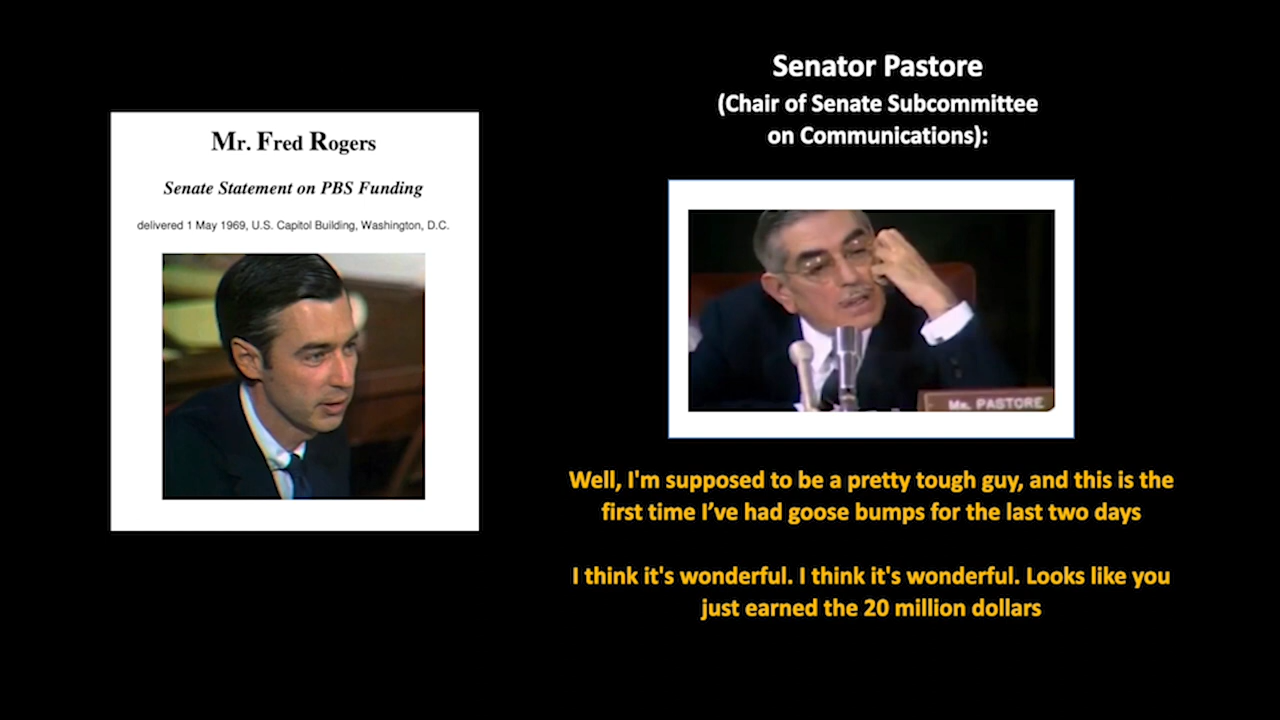 Mr. Fred Rogers
Senate Statement on PBS Funding
delivered 1 May 1969, U.S. Capitol Building, Washington, D.C.
Senator Pastore
(Chair of Senate Subcommittee
on Communications):
Mr. PASTORE
Well, I'm supposed to be a pretty tough guy, and this is the
first time I’ve had goose bumps for the last two days
I think it's wonderful. I think it's wonderful. Looks like you
just earned the 20 million dollars